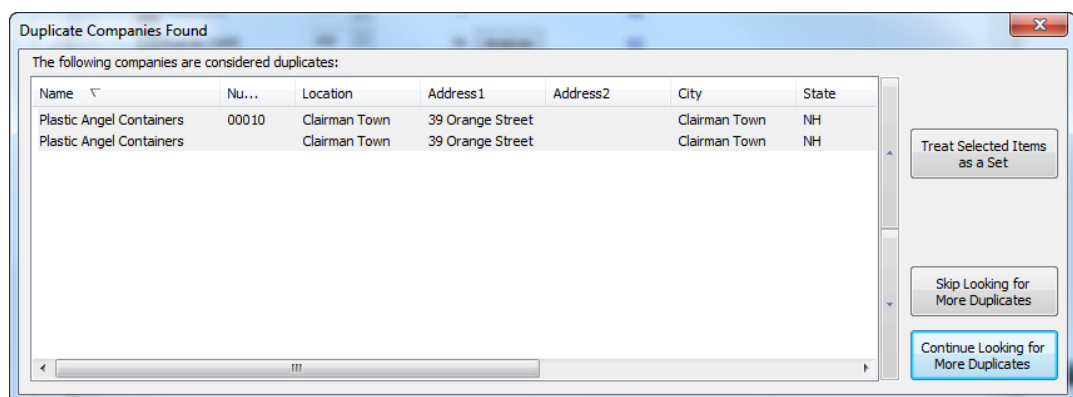 Duplicate Companies Found
The following companies are considered duplicates:
Name Nu... Location Address1 Address2 City State
Plastic Angel Containers 00010 Clairman Town 39 Orange Street Clairman Town NH
Plastic Angel Containers Clairman Town 39 Orange Street Clairman Town NH
Treat Selected Items
as a Set
Skip Looking for
More Duplicates
Continue Looking for
More Duplicates